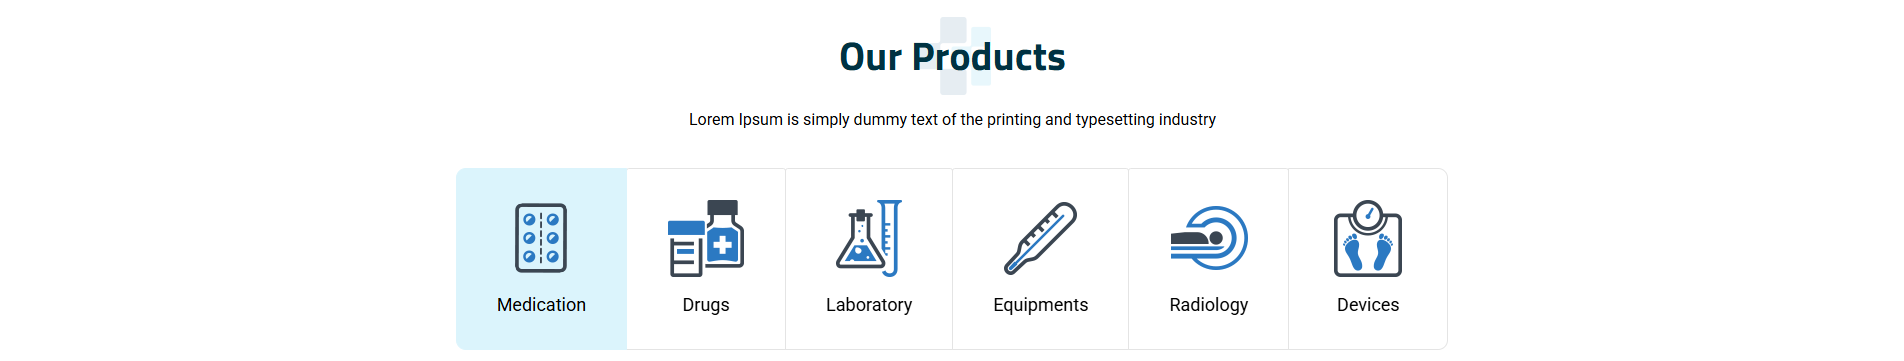 Our Products
Lorem Ipsum is simply dummy text of the printing and typesetting industry
Medication Drugs Laboratory Equipments Radiology Devices